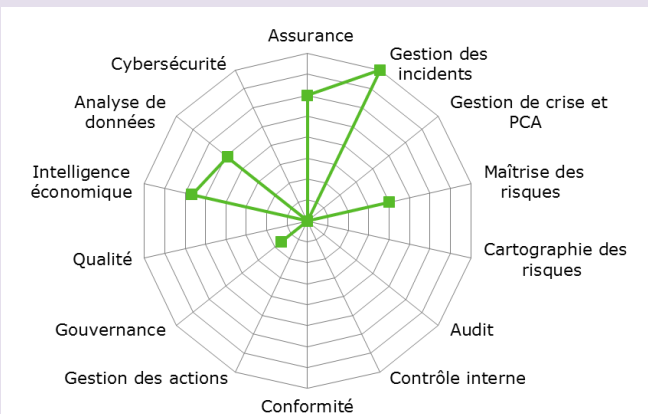 Assurance
Gestion des
incidents
Gestion de crise et
PCA
Maîtrise des
risques
Cartographie des
risques
Audit
Contrôle interne
Conformité
Gestion des actions
Gouvernance
Qualité
Intelligence
économique
Analyse de
données
Cybersécurité